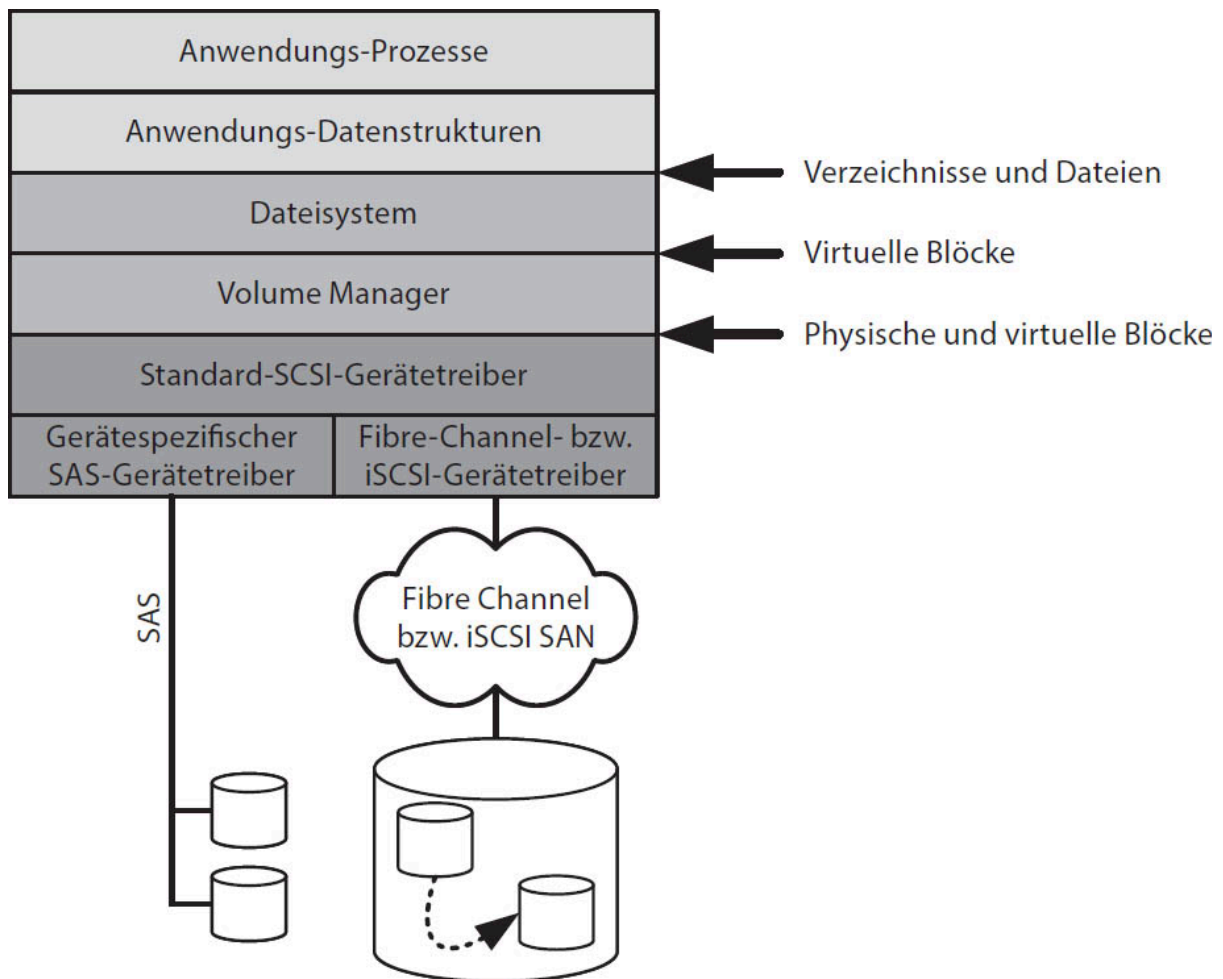 Anwendungs-Prozesse
Anwendungs-Datenstrukturen
Verzeichnisse und Dateien
Dateisystem
Virtuelle Blöcke
Volume Manager
Physische und virtuelle Blöcke
Standard-SCSI-Gerätetreiber
Gerätespezifischer
SAS-Gerätetreiber
Fibre-Channel- bzw.
iSCSI-Gerätetreiber
SAS
Fibre Channel
bzw. iSCSI SAN